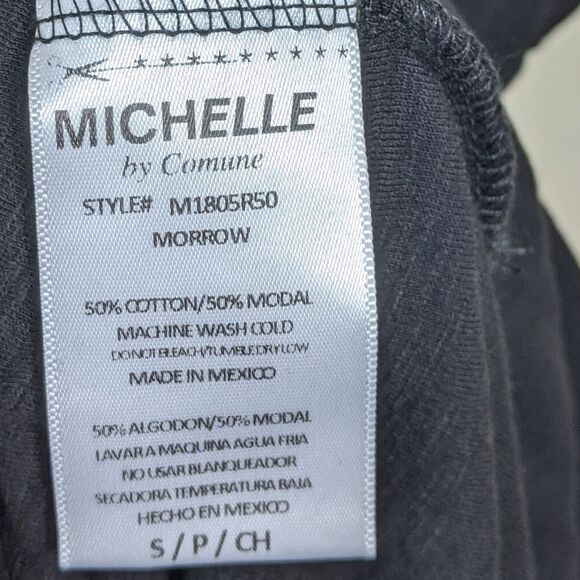 MICHELLE
by Comune
STYLE# M1805R50
MORROW
50% COTTON/50% MODAL
MACHINE WASH COLD
DO NOT BLEACH/TUMBLE DRY LOW
MADE IN MEXICO
50% ALGODON/50% MODAL
LAVAR A MAQUINA AGUA FRIA
NO USAR BLANQUEADOR
SECADORA TEMPERATURA BAJA
HECHO EN MEXICO
S / P / CH